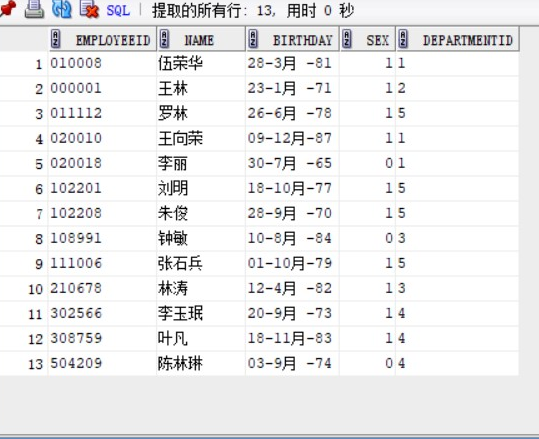 SQL | 提取的所有行: 13, 用时 0 秒
EMPLOYEEID NAME BIRTHDAY SEX DEPARTMENTID
1 010008 伍荣华 28-3月 -81 1 1
2 000001 王林 23-1月 -71 1 2
3 011112 罗林 26-6月 -78 1 5
4 020010 王向荣 09-12月-87 1 1
5 020018 李丽 30-7月 -65 0 1
6 102201 刘明 18-10月-77 1 5
7 102208 朱俊 28-9月 -70 1 5
8 108991 钟敏 10-8月 -84 0 3
9 111006 张石兵 01-10月-79 1 5
10 210678 林涛 12-4月 -82 1 3
11 302566 李玉珉 20-9月 -73 1 4
12 308759 叶凡 18-11月-83 1 4
13 504209 陈林琳 03-9月 -74 0 4